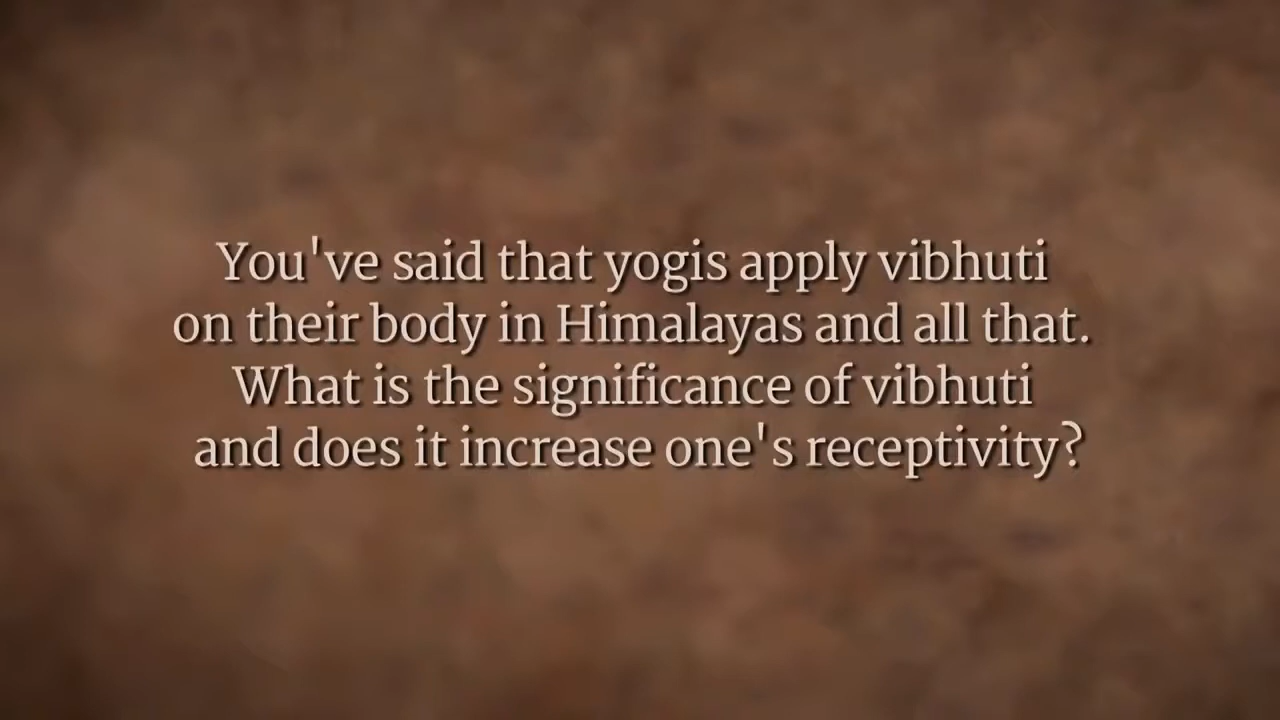 You've said that yogis apply vibhuti
on their body in Himalayas and all that.
What is the significance of vibhuti
and does it increase one's receptivity?